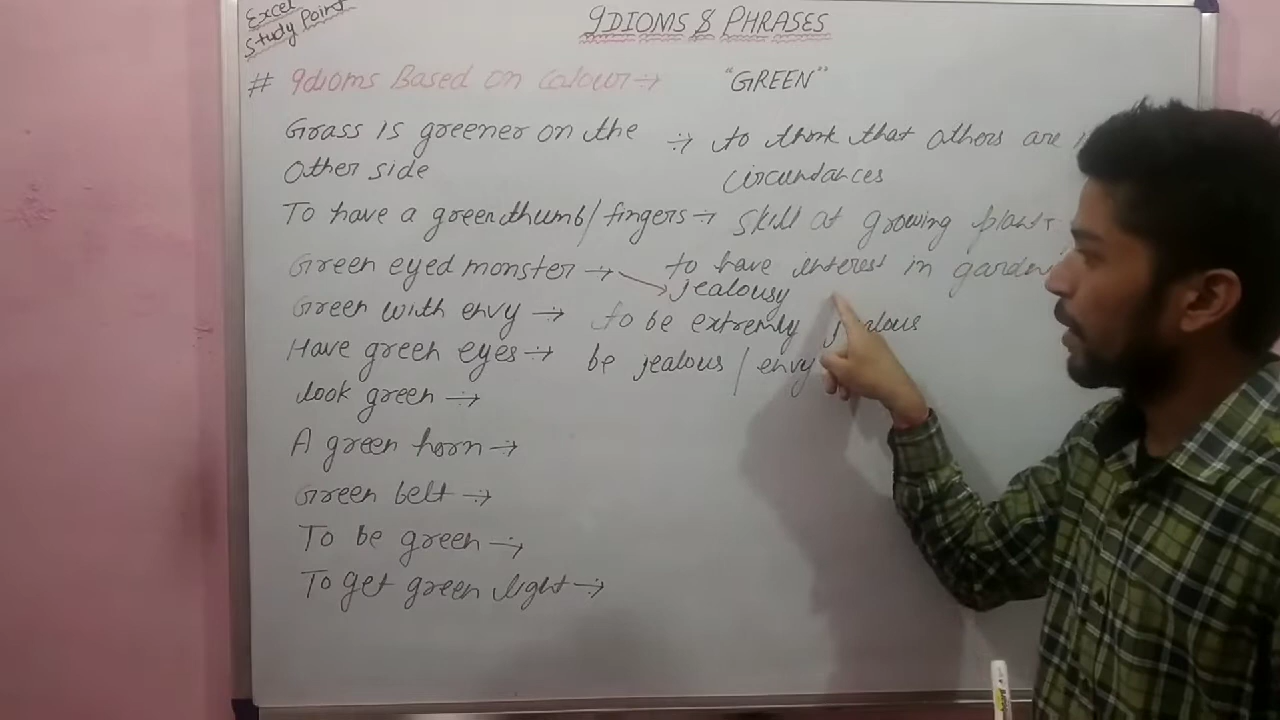 Excel
Study Point
IDIOMS & PHRASES
# Idioms Based on Colour → "GREEN"
Grass is greener on the other side → to think that others are
circumdances
To have a green thumb/fingers → skill at growing plants
Green eyed monster → to have interest in garden
jealousy
Green with envy → to be extremly jealous
Have green eyes → be jealous / envy
look green →
A green horn →
Green belt →
To be green →
To get green light →